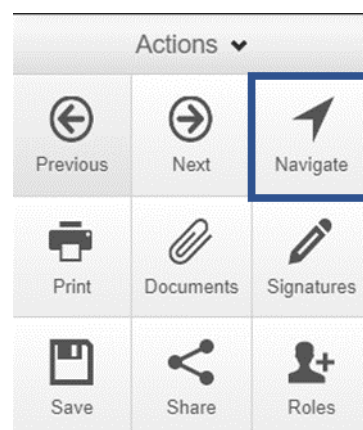 Actions
Previous Next Navigate
Print Documents Signatures
Save Share Roles